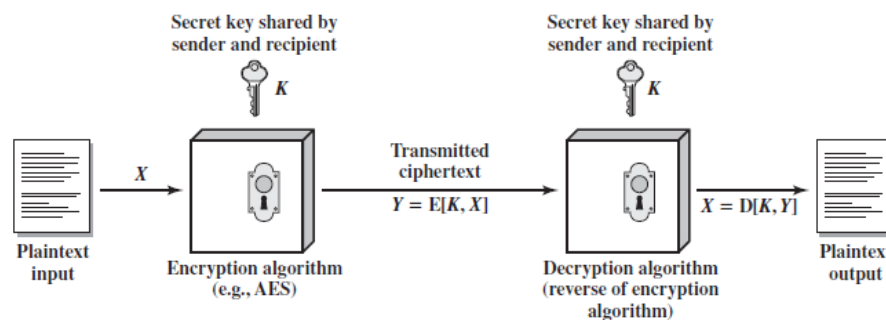 Secret key shared by
sender and recipient
K
Secret key shared by
sender and recipient
K
X
Transmitted
ciphertext
Y = E[K, X]
X = D[K, Y]
Plaintext
input
Encryption algorithm
(e.g., AES)
Decryption algorithm
(reverse of encryption
algorithm)
Plaintext
output